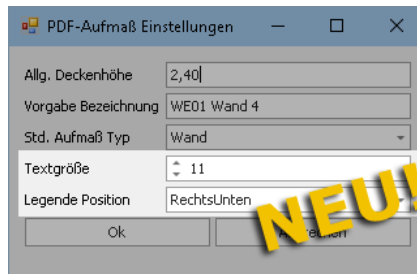 PDF-Aufmaß Einstellungen
Allg. Deckenhöhe 2,40
Vorgabe Bezeichnung WE01 Wand 4
Std. Aufmaß Typ Wand
Textgröße 11
Legende Position RechtsUnten
NEU!
Ok